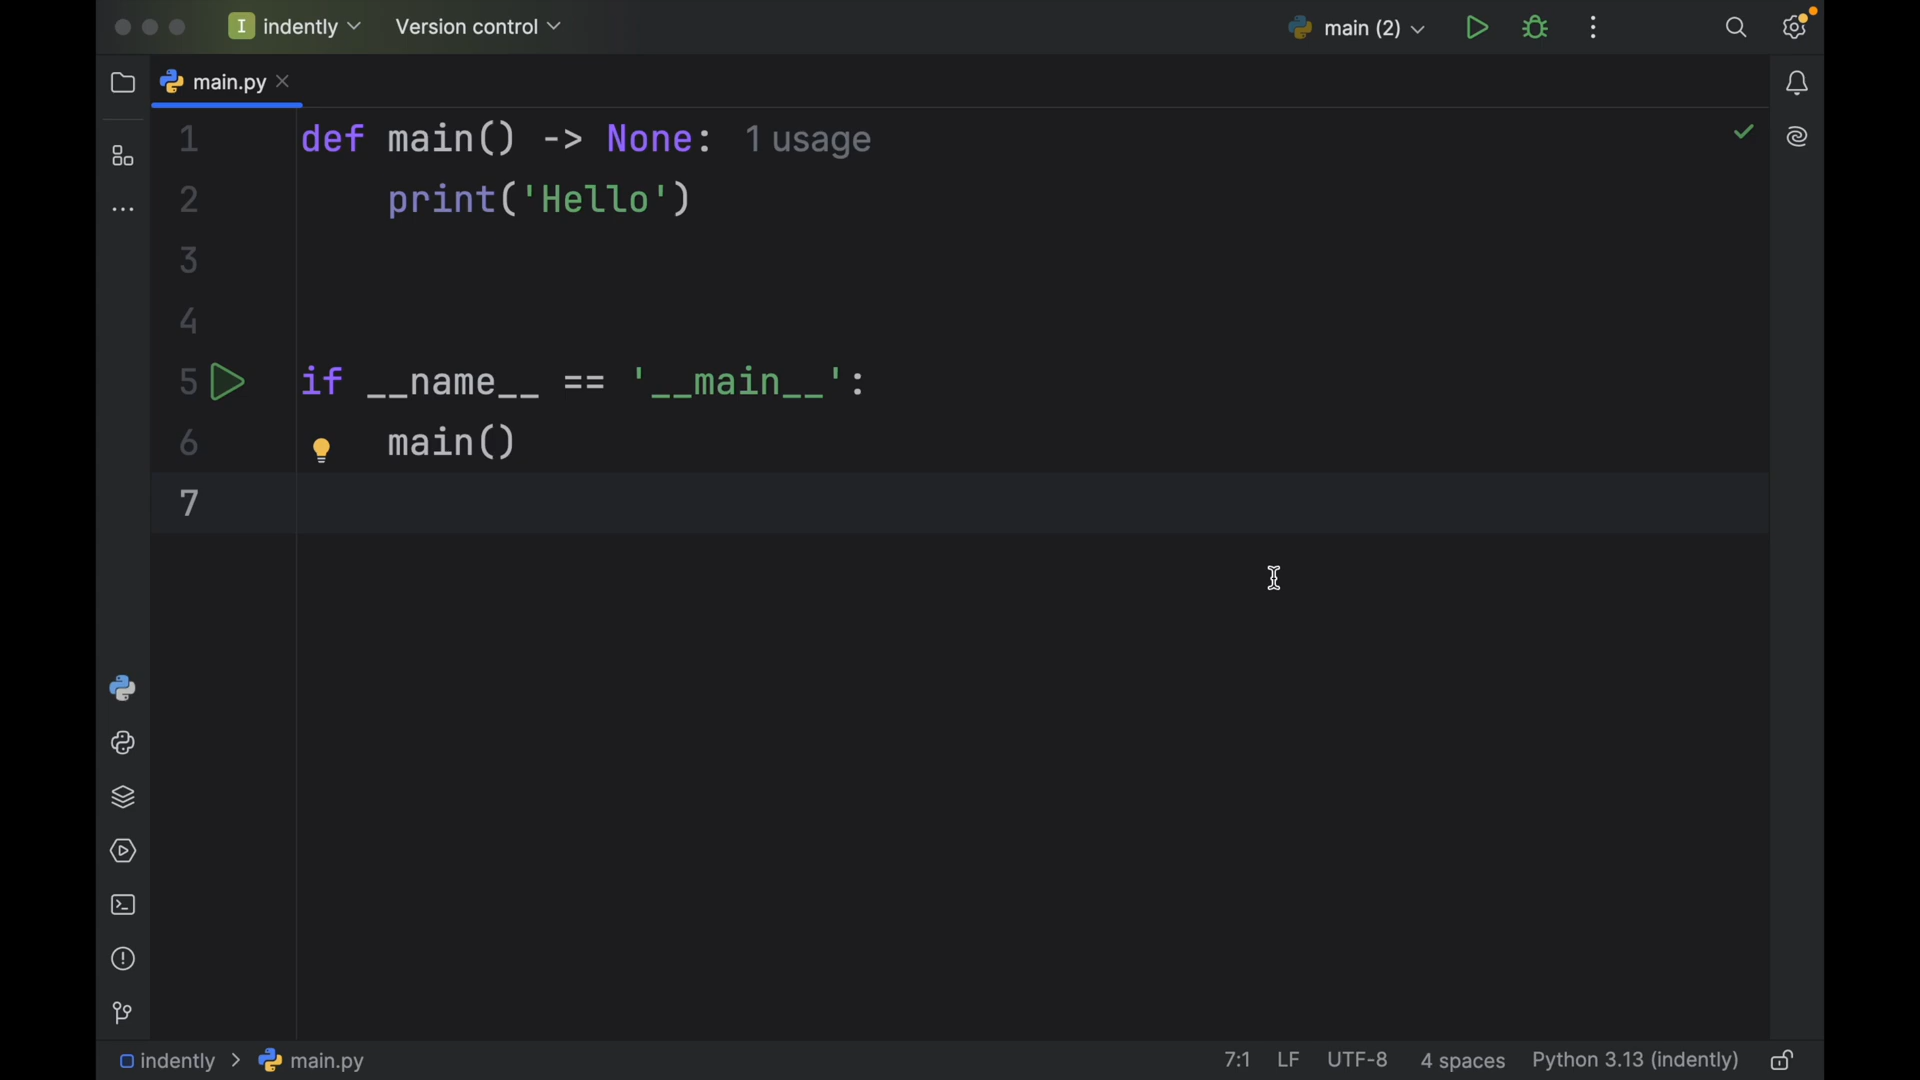 I indently Version control main (2)
main.py
1 def main() -> None: 1 usage
2     print('Hello')
3
4
5 if __name__ == '__main__':
6     main()
7
indently > main.py 7:1 LF UTF-8 4 spaces Python 3.13 (indently)